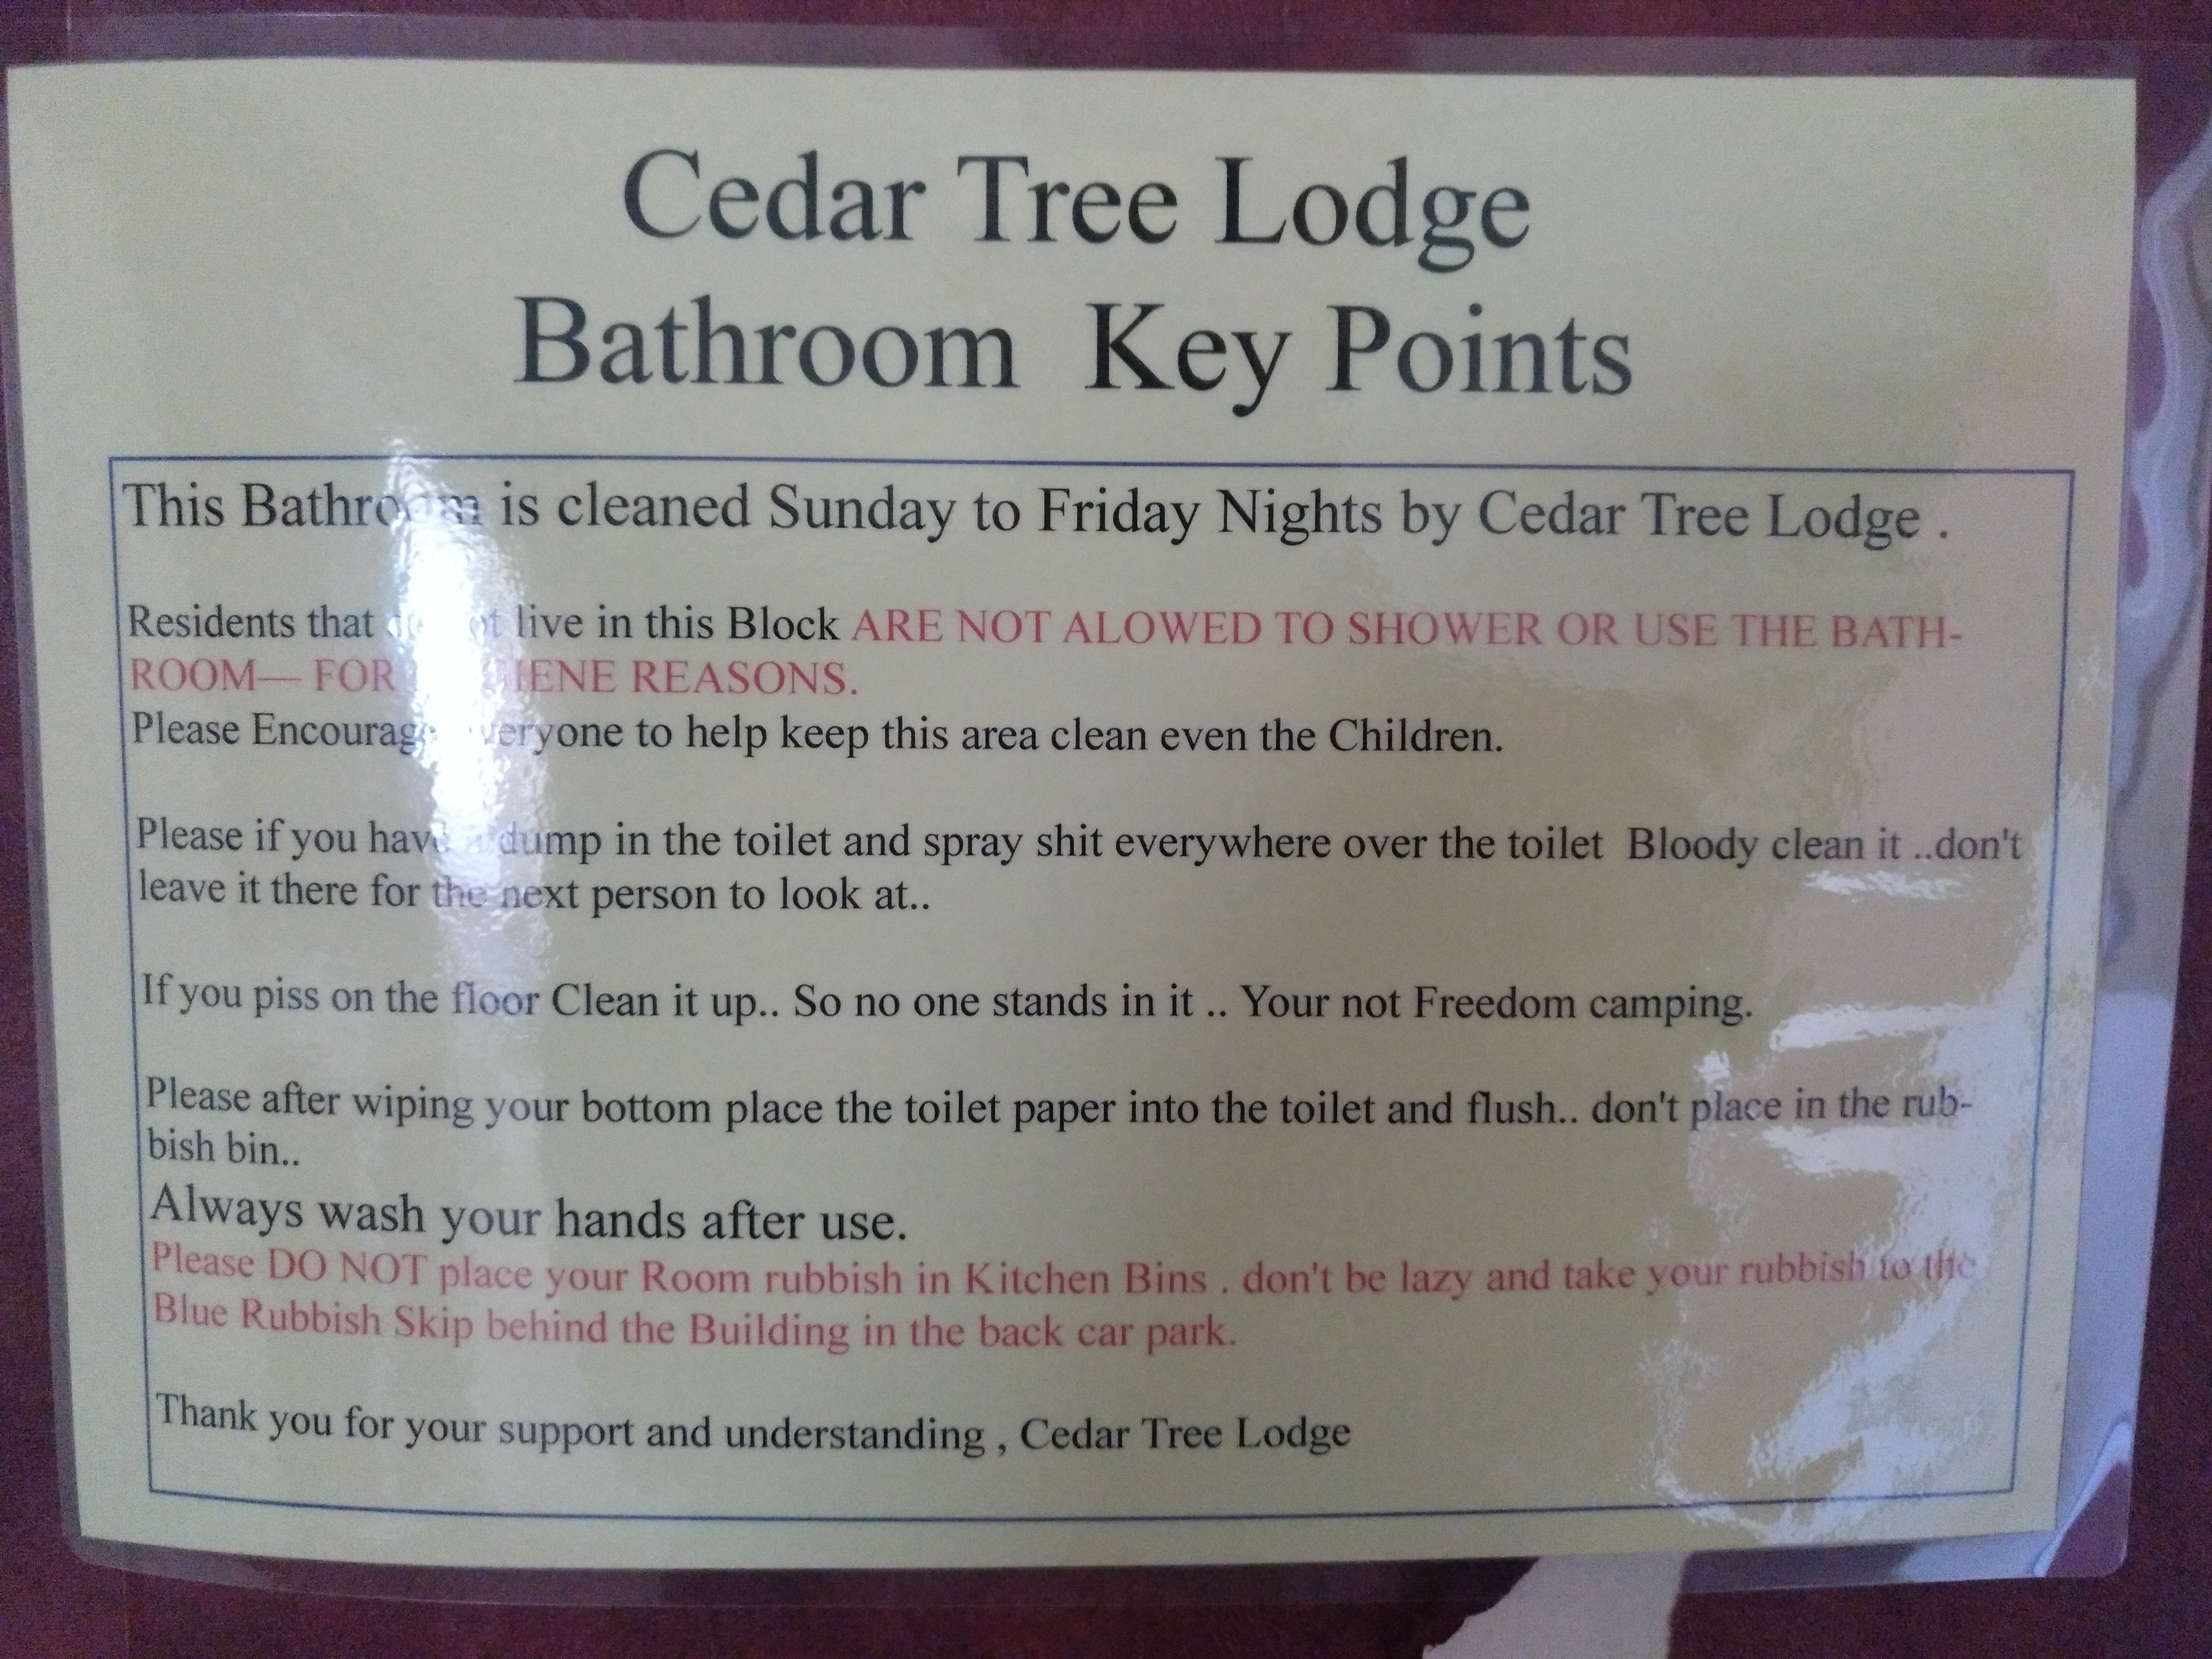 Cedar Tree Lodge
Bathroom Key Points
This Bathroom is cleaned Sunday to Friday Nights by Cedar Tree Lodge .
Residents that do not live in this Block ARE NOT ALOWED TO SHOWER OR USE THE BATH-
ROOM— FOR HYGIENE REASONS.
Please Encourage everyone to help keep this area clean even the Children.
Please if you have a dump in the toilet and spray shit everywhere over the toilet Bloody clean it ..don't
leave it there for the next person to look at..
If you piss on the floor Clean it up.. So no one stands in it .. Your not Freedom camping.
Please after wiping your bottom place the toilet paper into the toilet and flush.. don't place in the rub-
bish bin..
Always wash your hands after use.
Please DO NOT place your Room rubbish in Kitchen Bins . don't be lazy and take your rubbish to the
Blue Rubbish Skip behind the Building in the back car park.
Thank you for your support and understanding , Cedar Tree Lodge